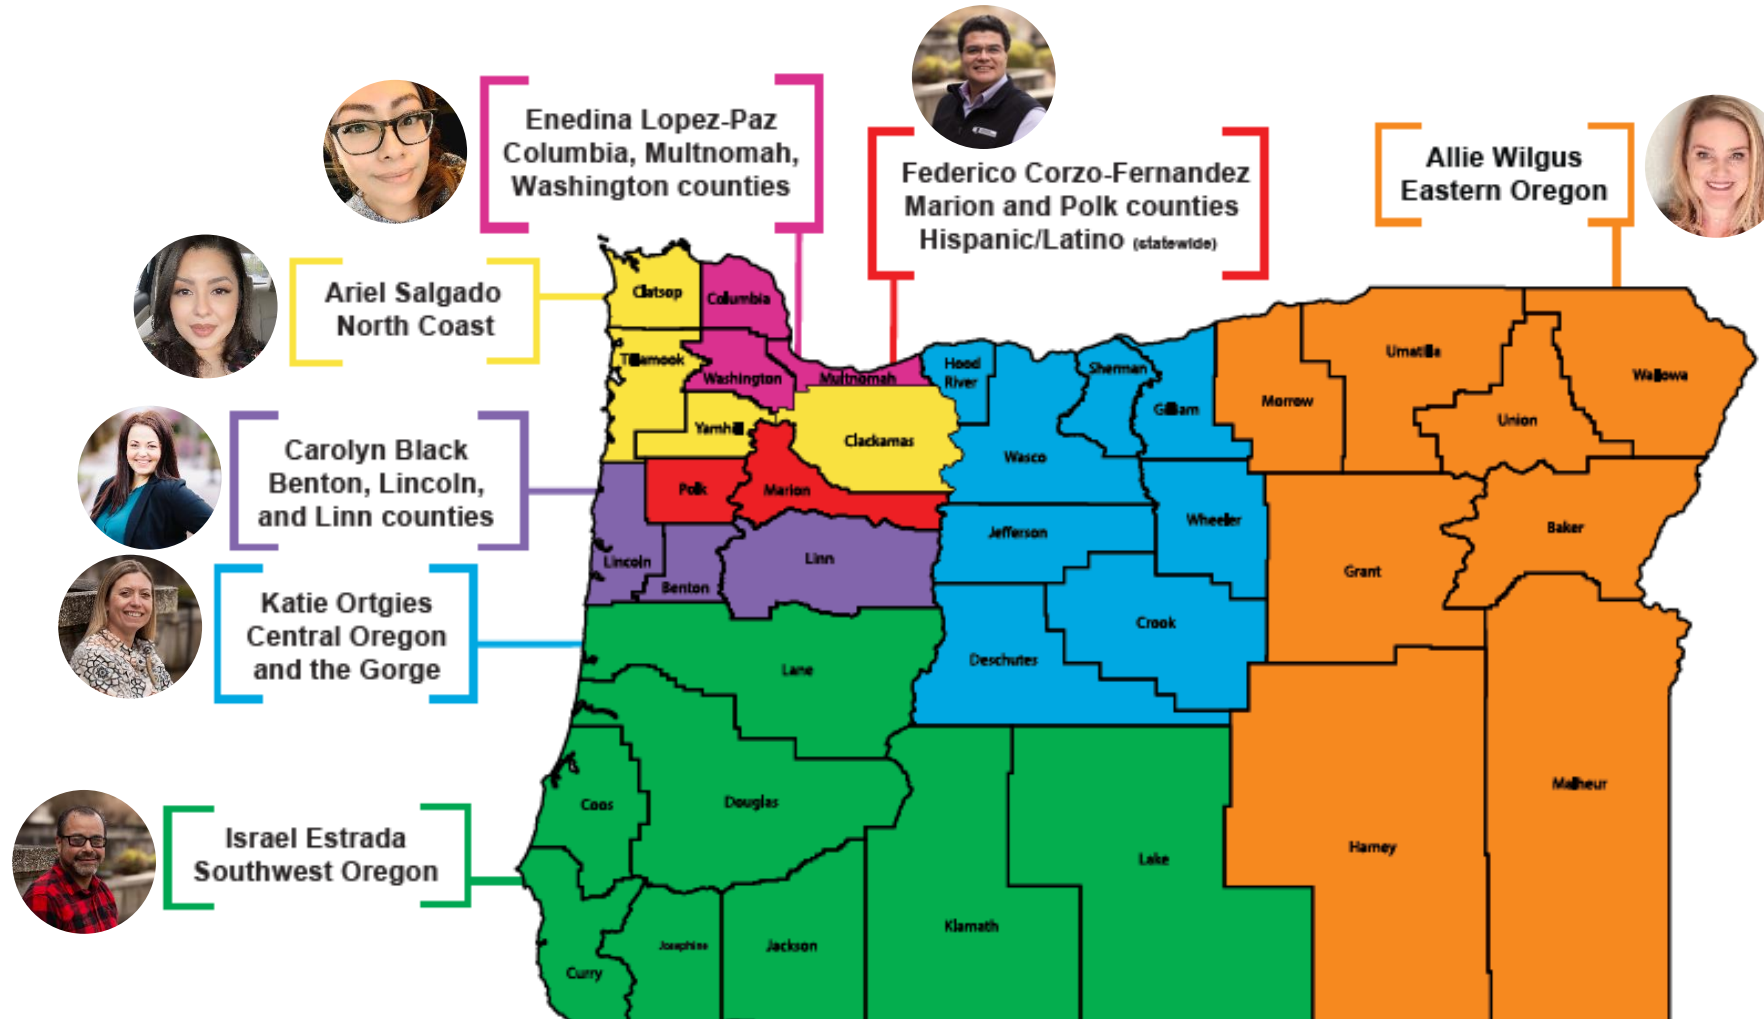 Enedina Lopez-Paz
Columbia, Multnomah,
Washington counties
Federico Corzo-Fernandez
Marion and Polk counties
Hispanic/Latino (statewide)
Allie Wilgus
Eastern Oregon
Ariel Salgado
North Coast
Carolyn Black
Benton, Lincoln,
and Linn counties
Katie Ortgies
Central Oregon
and the Gorge
Israel Estrada
Southwest Oregon
Clatsop
Columbia
Tillamook
Washington
Multnomah
Hood
River
Sherman
Gilliam
Morrow
Umatilla
Union
Wallowa
Yamhill
Clackamas
Wasco
Polk
Marion
Jefferson
Wheeler
Grant
Baker
Lincoln
Benton
Linn
Crook
Deschutes
Lane
Coos
Douglas
Malheur
Harney
Lake
Klamath
Josephine
Jackson
Curry